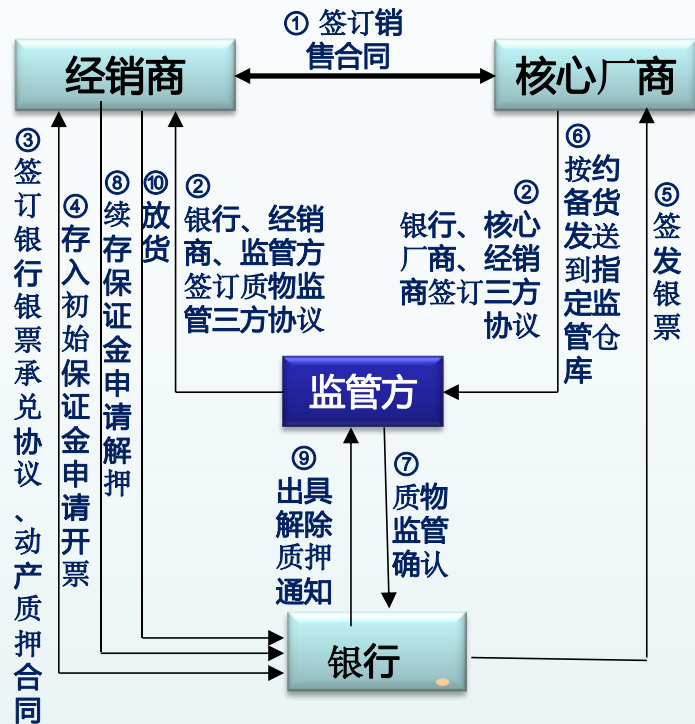 ① 签订销
售合同
经销商
核心厂商
③
签
订
银
行
银
票
承
兑
协
议
、
动
产
质
押
合
同
④
存
入
初
始
保
证
金
申
请
开
票
⑧
续
存
保
证
金
申
请
解
押
⑩
放
货
②
银行、经销
商、监管方
签订质物监
管三方协议
②
银行、核心
厂商、经销
商签订三方
协议
⑥
按约
备货
发送
到指
定监
管仓
库
⑤
签
发
银
票
监管方
⑨
出具
解除
质押
通知
⑦
质物
监管
确认
银行